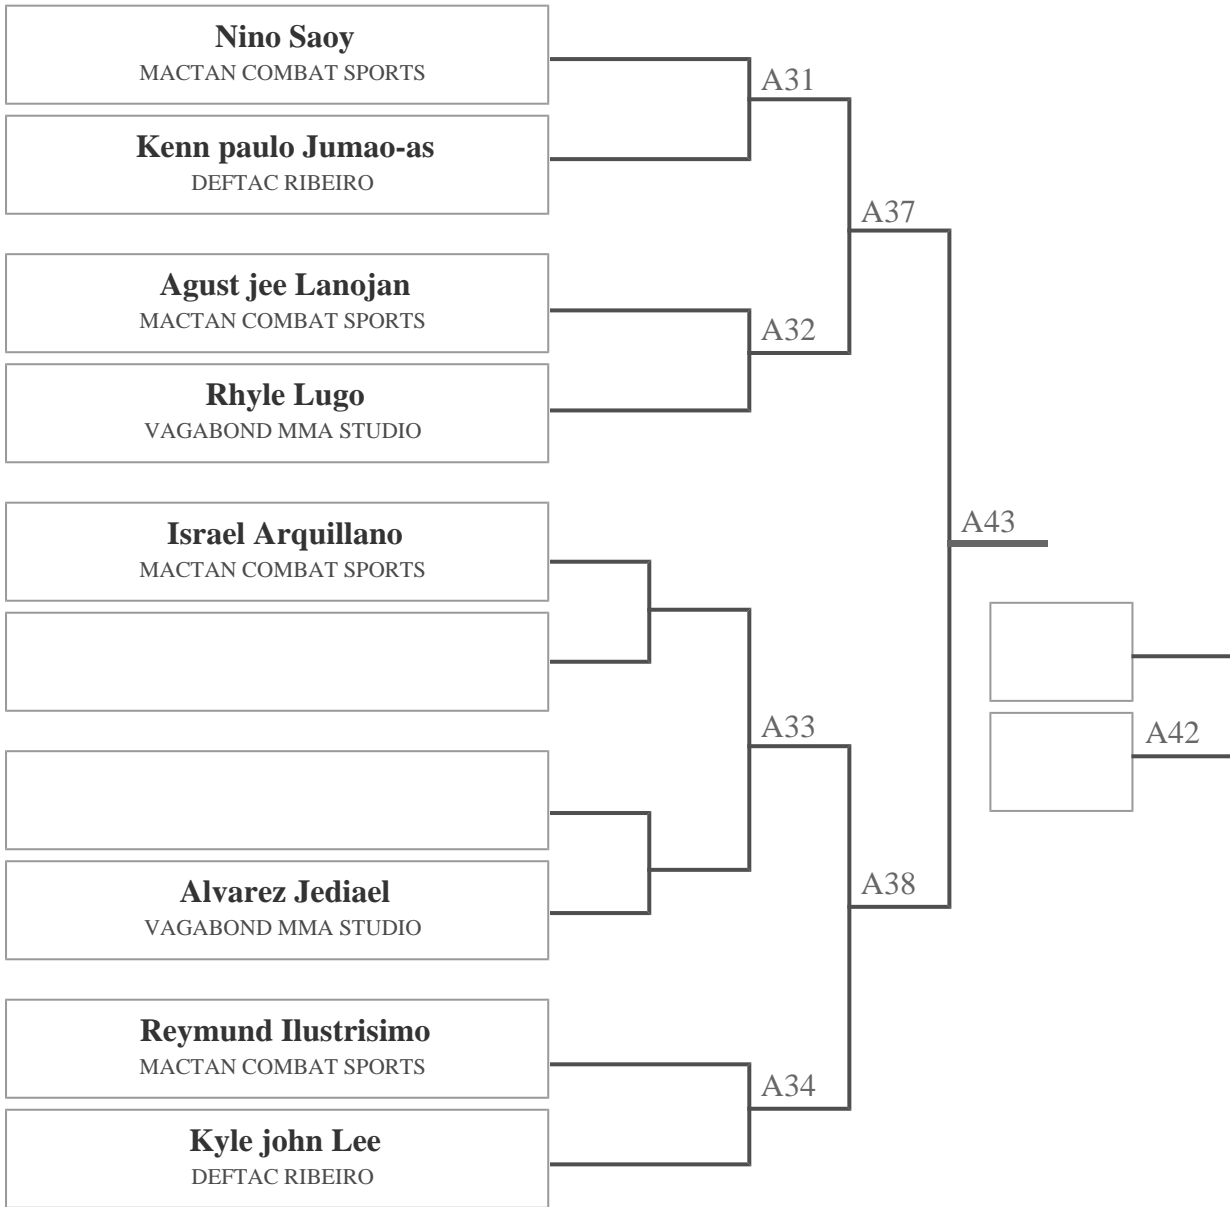 Nino Saoy
MACTAN COMBAT SPORTS
A31
Kenn paulo Jumao-as
DEFTAC RIBEIRO
A37
Agust jee Lanojan
MACTAN COMBAT SPORTS
A32
Rhyle Lugo
VAGABOND MMA STUDIO
Israel Arquillano
MACTAN COMBAT SPORTS
A43
A33
A42
Alvarez Jediael
VAGABOND MMA STUDIO
A38
Reymund Ilustrisimo
MACTAN COMBAT SPORTS
A34
Kyle john Lee
DEFTAC RIBEIRO